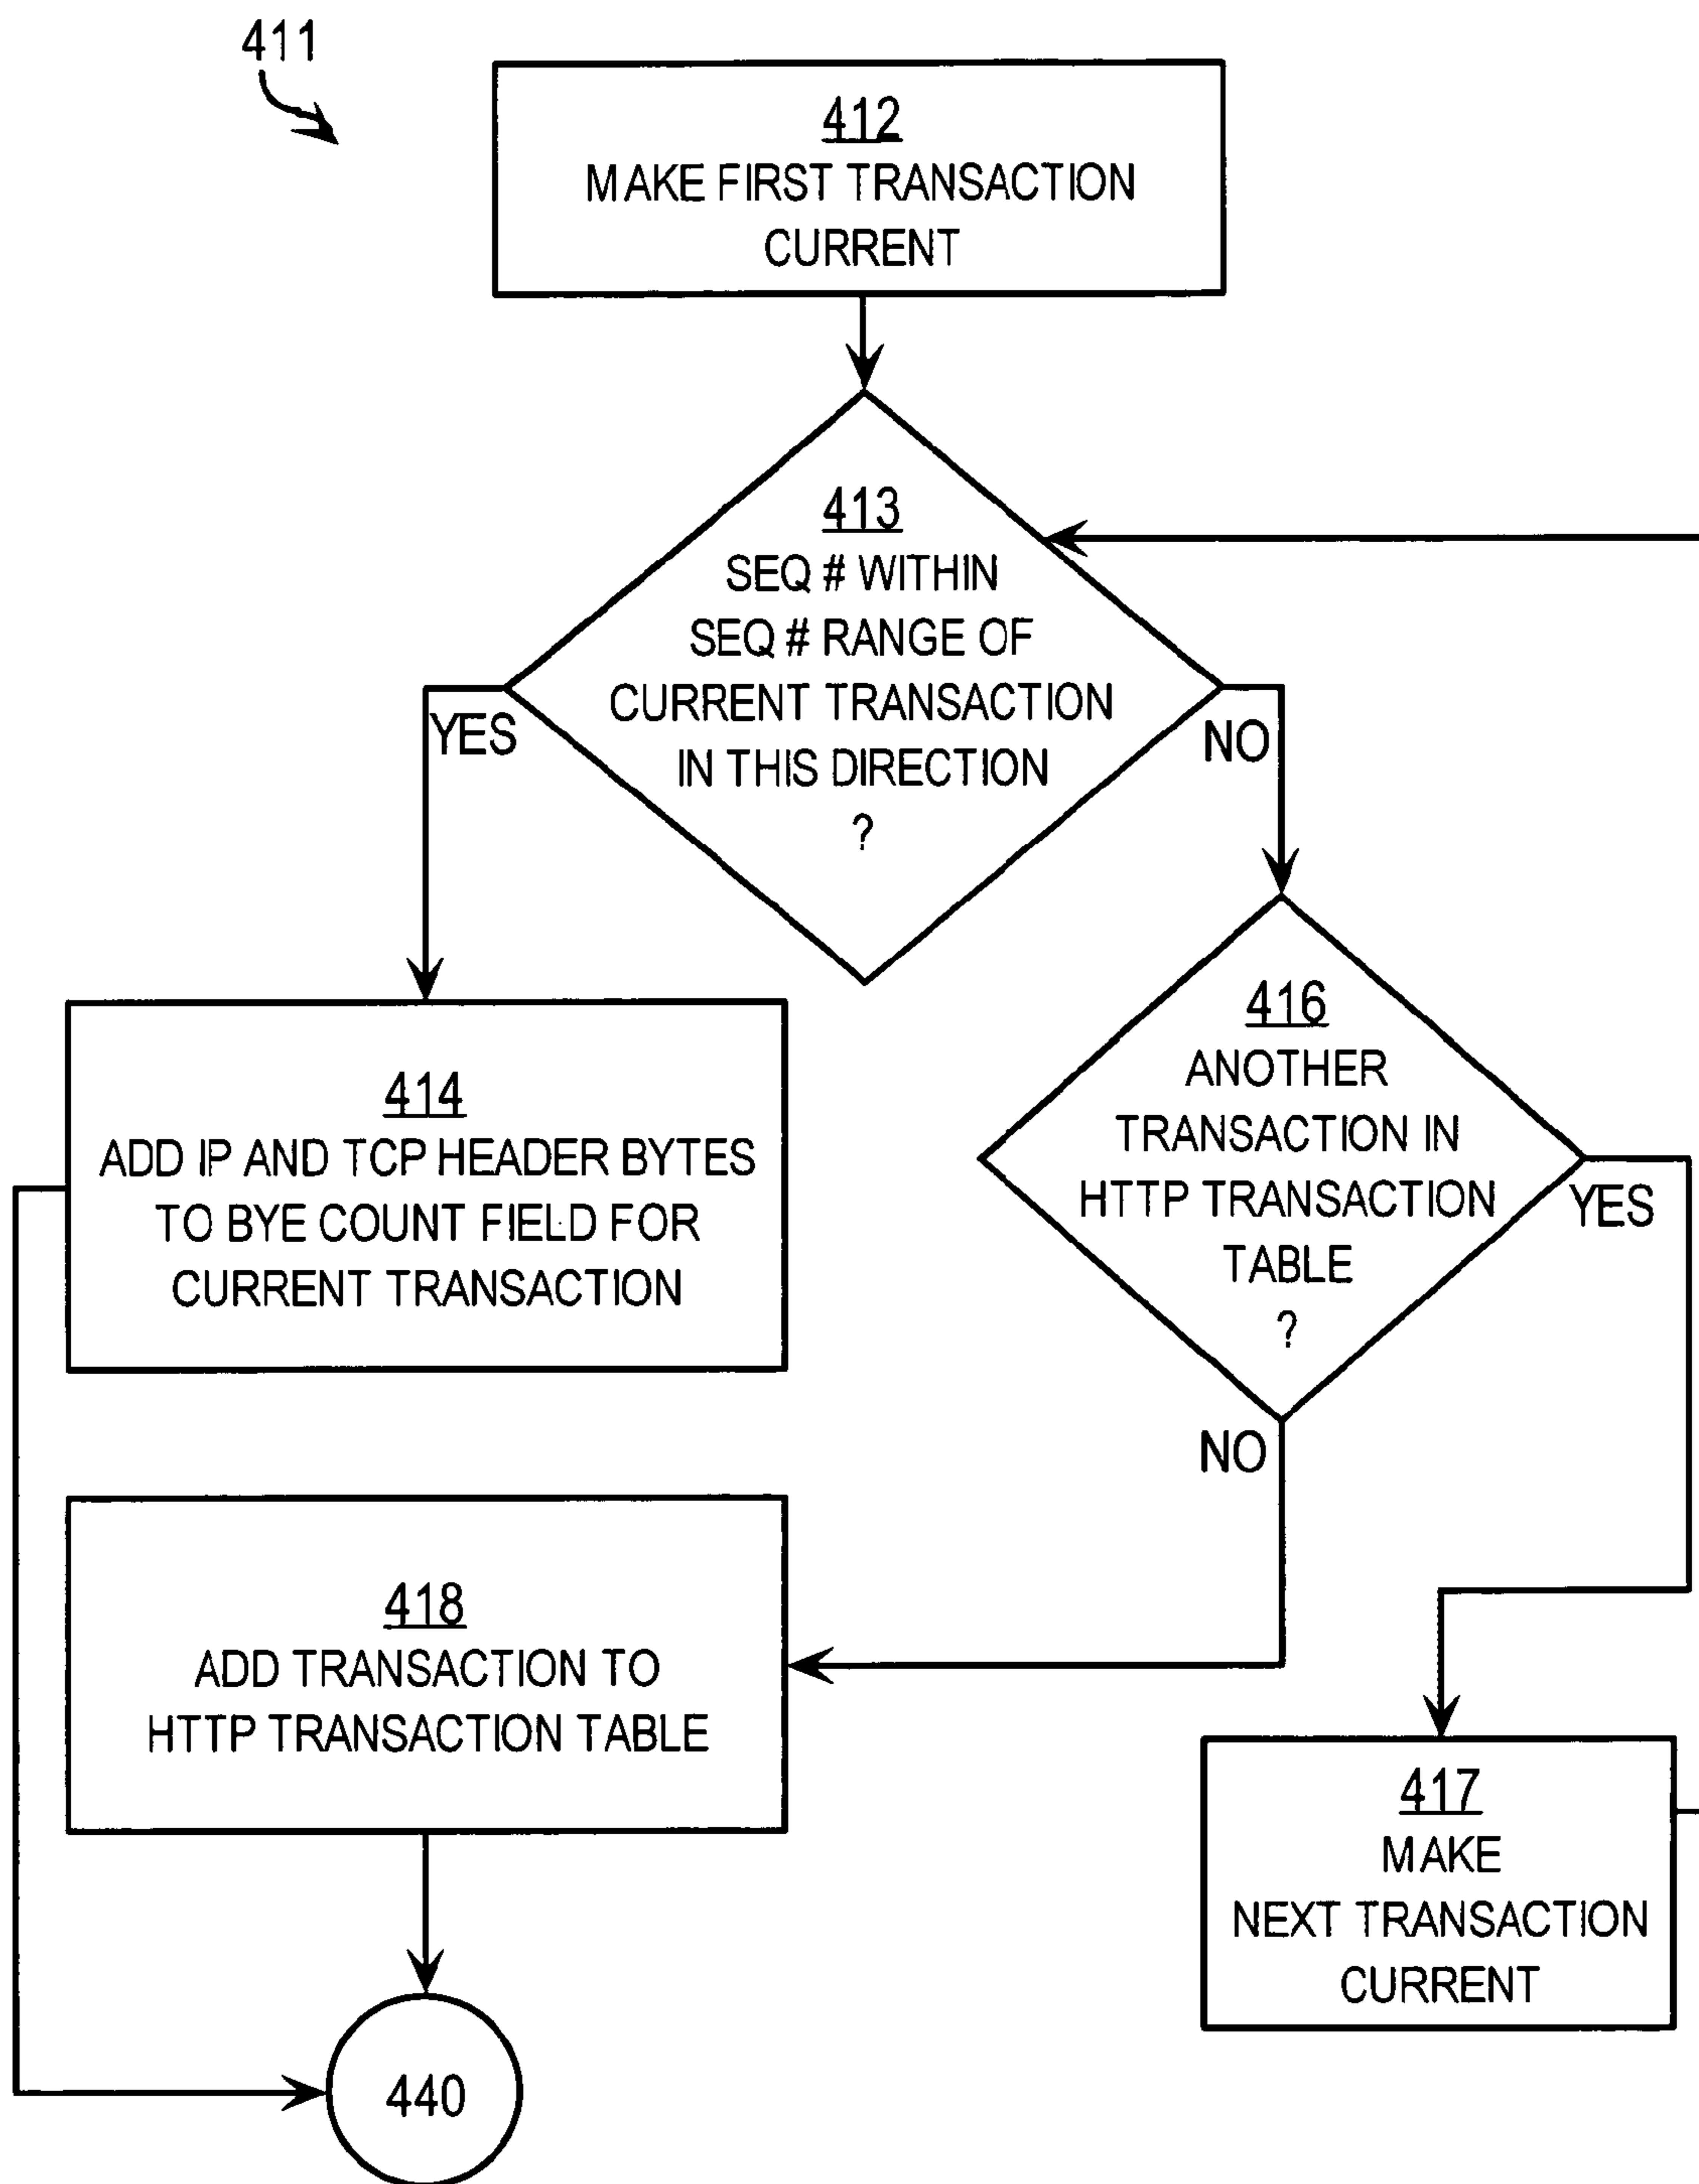 411
412
MAKE FIRST TRANSACTION
CURRENT
413
SEQ # WITHIN
SEQ # RANGE OF
CURRENT TRANSACTION
IN THIS DIRECTION
?
YES
NO
414
ADD IP AND TCP HEADER BYTES
TO BYE COUNT FIELD FOR
CURRENT TRANSACTION
416
ANOTHER
TRANSACTION IN
HTTP TRANSACTION
TABLE
?
YES
NO
418
ADD TRANSACTION TO
HTTP TRANSACTION TABLE
417
MAKE
NEXT TRANSACTION
CURRENT
440